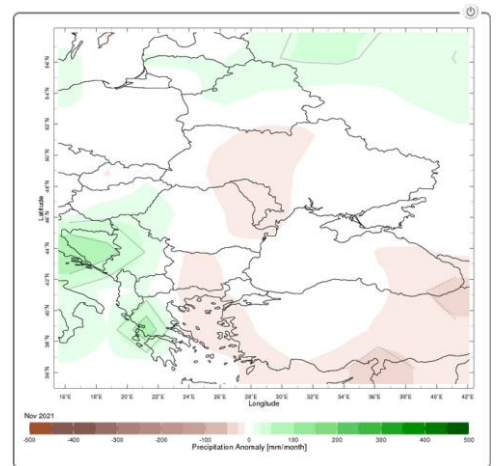 56°N
54°N
52°N
50°N
48°N
46°N
44°N
42°N
40°N
38°N
36°N
Latitude
16°E 18°E 20°E 22°E 24°E 26°E 28°E 30°E 32°E 34°E 36°E 38°E 40°E 42°E
Longitude
Nov 2021
-500 -400 -300 -200 -100 0 100 200 300 400 500
Precipitation Anomaly [mm/month]